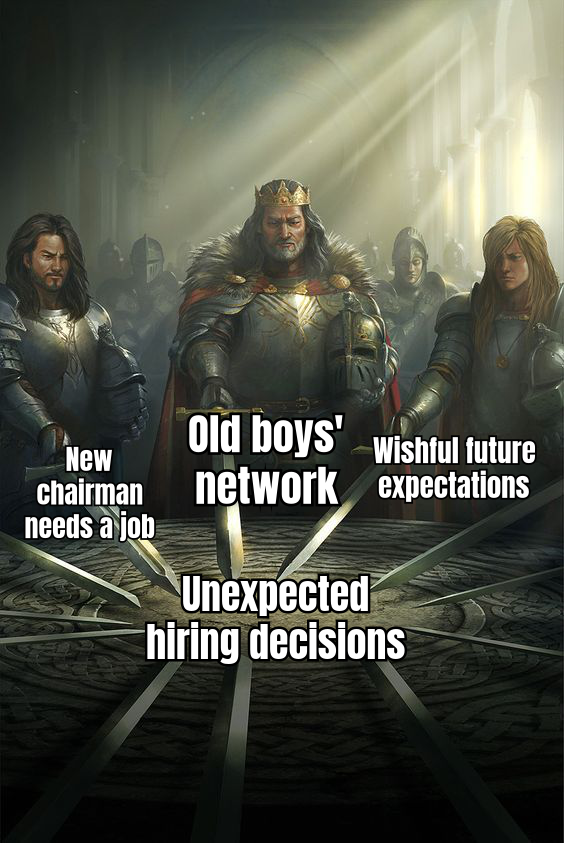 Old boys'
network
New
chairman
needs a job
Wishful future
expectations
Unexpected
hiring decisions